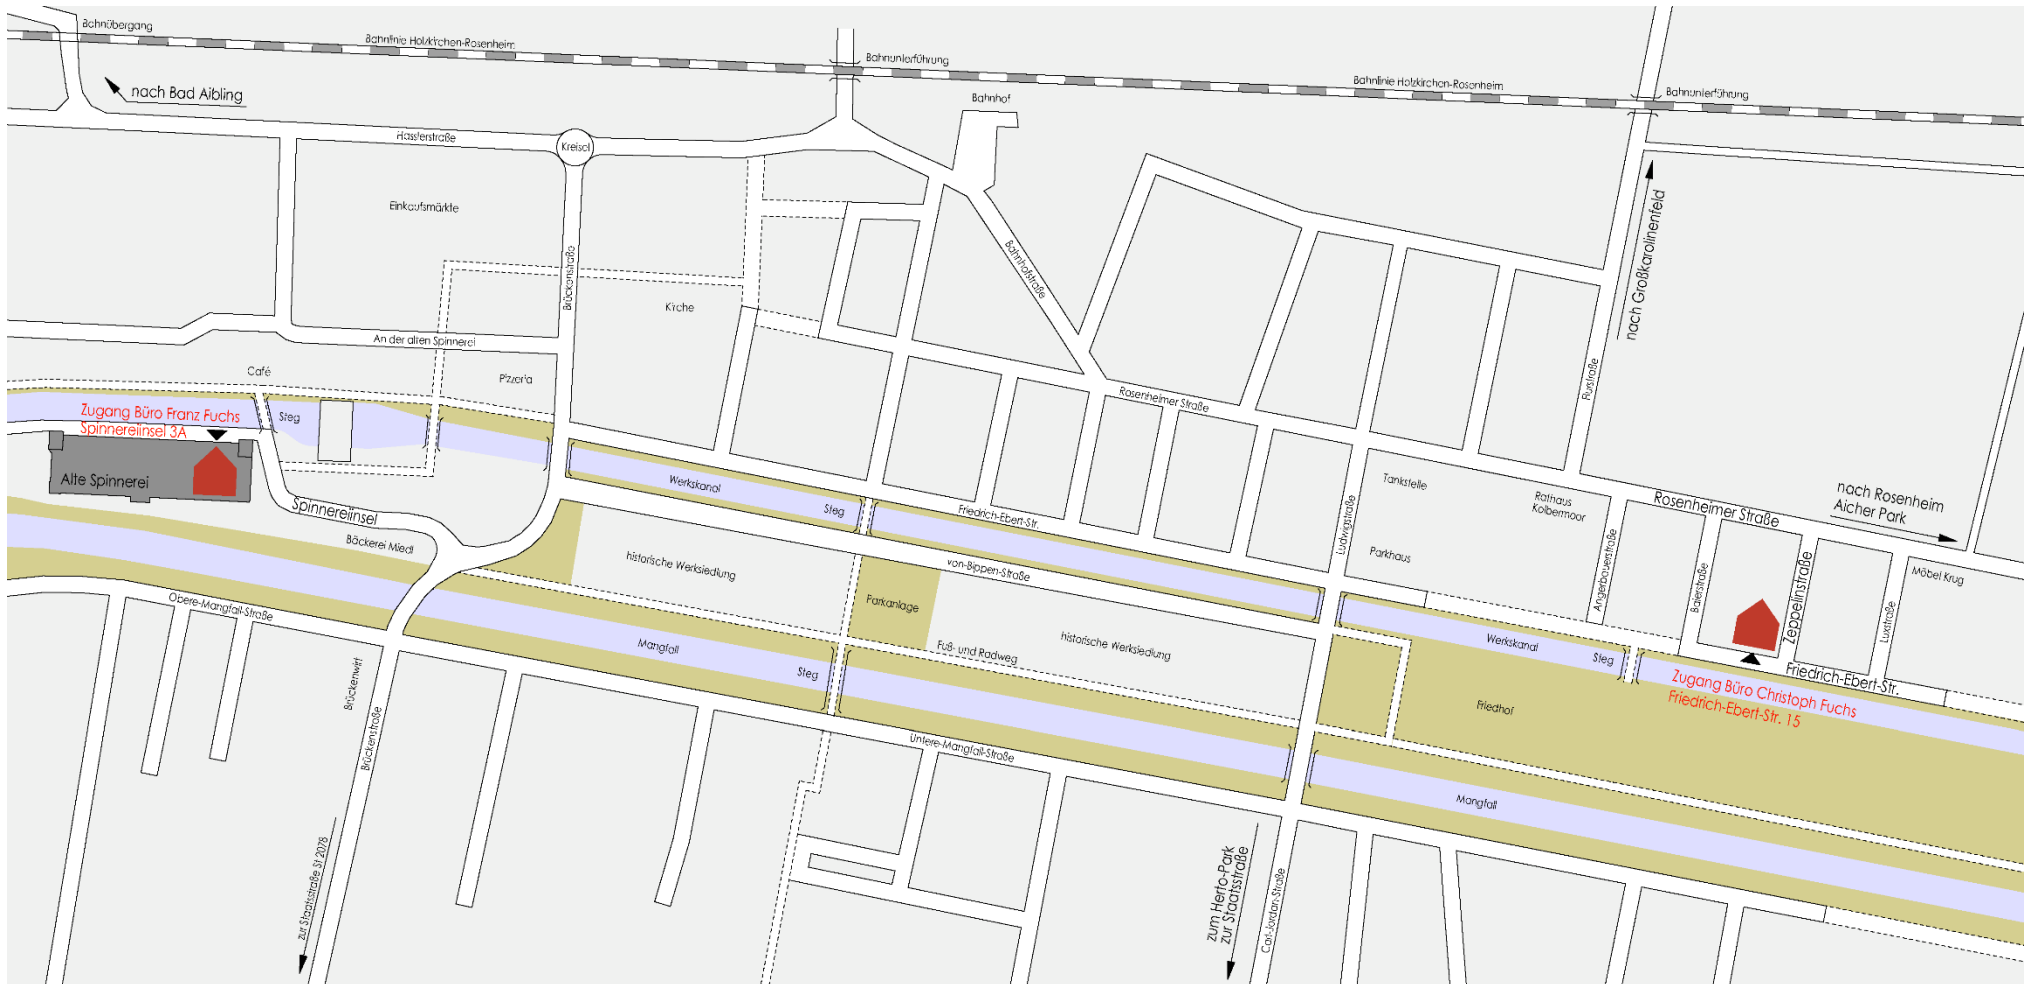 Bahnübergang
Bahnlinie Holzkirchen-Rosenheim
Bahnunterführung
Bahnlinie Holzkirchen-Rosenheim
Bahnunterführung
nach Bad Aibling
Bahnhof
Hasslerstraße
Kreisel
Einkaufsmärkte
Brückenstraße
Bahnhofstraße
nach Großkarolinenfeld
Kirche
An der alten Spinnerei
Café
Pizzeria
Rosenheimer Straße
Rurstraße
Zugang Büro Franz Fuchs
Spinnereiinsel 3A
Steg
Alte Spinnerei
Spinnereiinsel
Bäckerei Miedl
Werkskanal
Steg
Friedrich-Ebert-Str.
Ludwigstraße
Tankstelle
Rathaus
Kolbermoor
Parkhaus
Rosenheimer Straße
nach Rosenheim
Aicher Park
Angerbauerstraße
Baierstraße
Zeppelinstraße
Luxstraße
Möbel Krug
historische Werksiedlung
von-Bippen-Straße
Parkanlage
Obere-Mangfall-Straße
Mangfall
Steg
Fuß- und Radweg
historische Werksiedlung
Werkskanal
Steg
Friedrich-Ebert-Str.
Zugang Büro Christoph Fuchs
Friedrich-Ebert-Str. 15
Friedhof
Brückenwirt
Brückenstraße
Untere-Mangfall-Straße
Mangfall
zur Staatsstraße St 2078
zum Herto-Park
zur Staatsstraße
Carl-Jordan-Straße